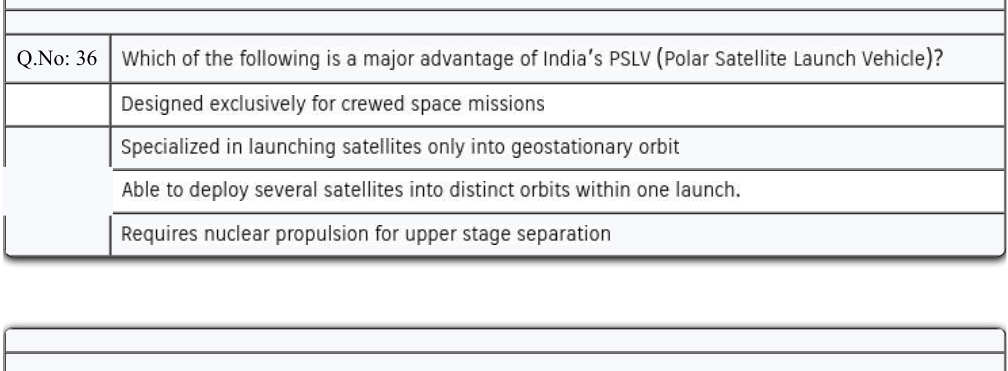 Q.No: 36 Which of the following is a major advantage of India's PSLV (Polar Satellite Launch Vehicle)?
Designed exclusively for crewed space missions
Specialized in launching satellites only into geostationary orbit
Able to deploy several satellites into distinct orbits within one launch.
Requires nuclear propulsion for upper stage separation